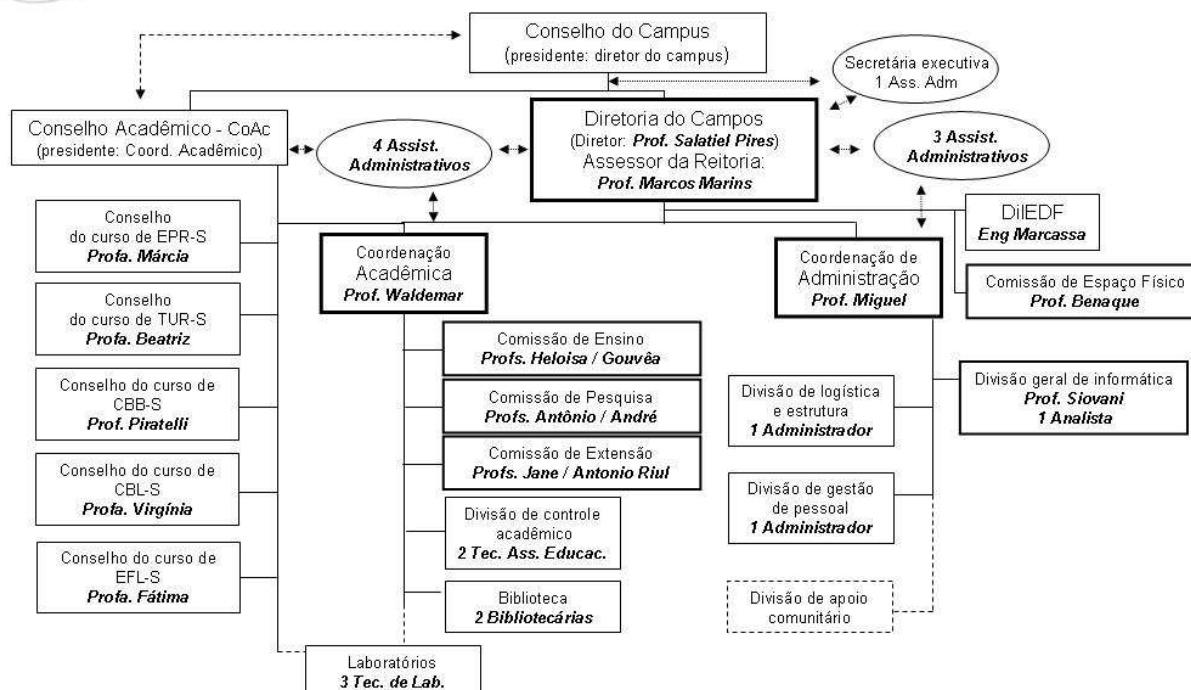 Conselho do Campus
(presidente: diretor do campus)
Secretária executiva
1 Ass. Adm
Conselho Acadêmico - CoAc
(presidente: Coord. Acadêmico)
4 Assist.
Administrativos
Diretoria do Campos
(Diretor: Prof. Salatiel Pires)
Assessor da Reitoria:
Prof. Marcos Marins
3 Assist.
Administrativos
Conselho
do curso de EPR-S
Profa. Márcia
Coordenação
Acadêmica
Prof. Waldemar
Coordenação de
Administração
Prof. Miguel
DiIEDF
Eng Marcassa
Comissão de Espaço Físico
Prof. Benaque
Conselho
do curso de TUR-S
Profa. Beatriz
Comissão de Ensino
Profs. Heloisa / Gouvêa
Conselho do curso de
CBB-S
Prof. Piratelli
Comissão de Pesquisa
Profs. Antônio / André
Divisão de logística
e estrutura
1 Administrador
Divisão geral de informática
Prof. Siovani
1 Analista
Conselho do curso de
CBL-S
Profa. Virgínia
Comissão de Extensão
Profs. Jane / Antonio Riul
Divisão de gestão
de pessoal
1 Administrador
Divisão de controle
acadêmico
2 Tec. Ass. Educac.
Conselho do curso de
EFL-S
Profa. Fátima
Biblioteca
2 Bibliotecárias
Divisão de apoio
comunitário
Laboratórios
3 Tec. de Lab.